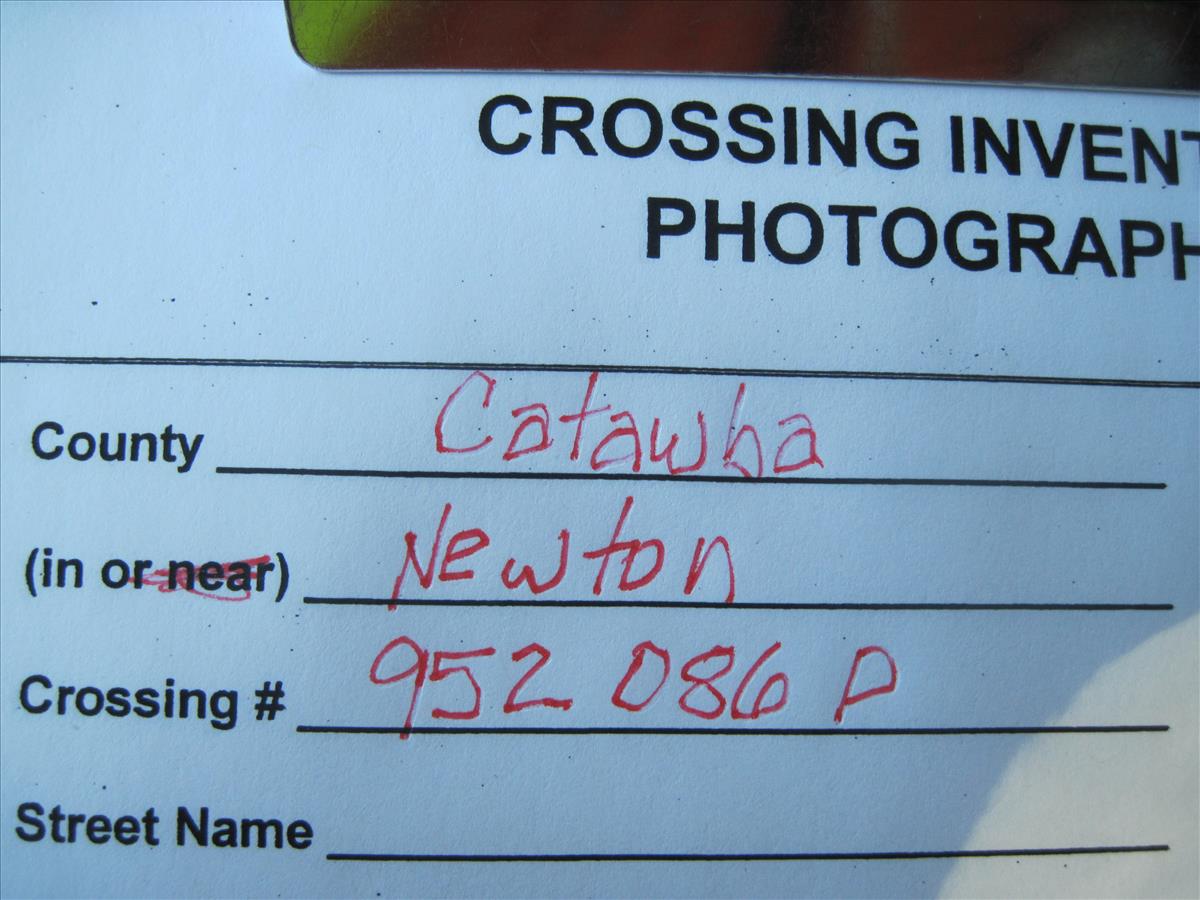 CROSSING INVENT
PHOTOGRAPH
County Catawba
(in or near) Newton
Crossing # 952 086 P
Street Name